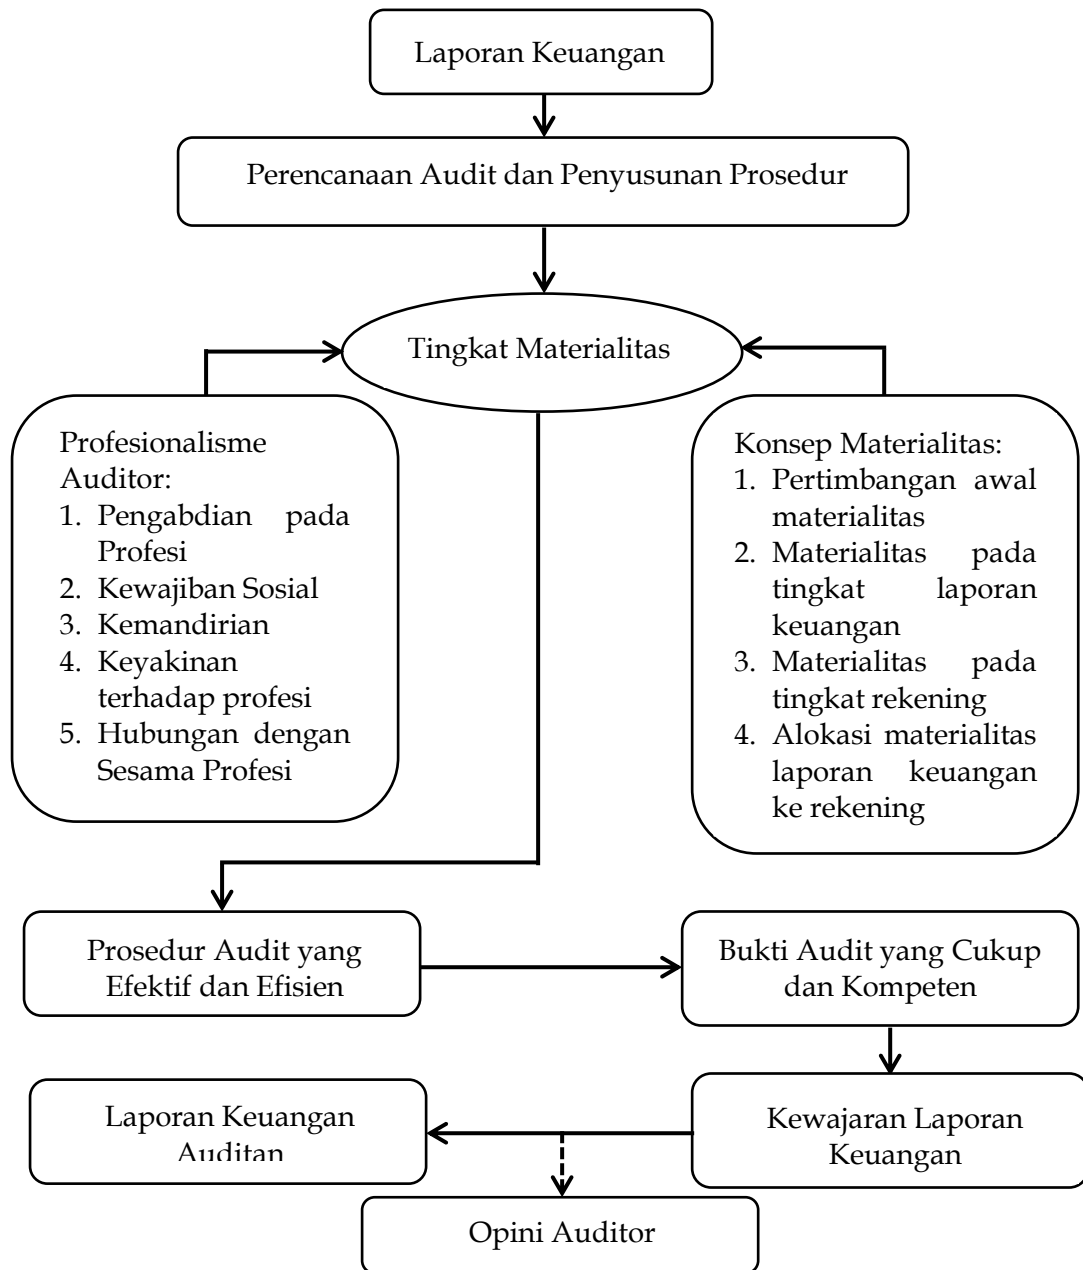 Laporan Keuangan
Perencanaan Audit dan Penyusunan Prosedur
Tingkat Materialitas
Profesionalisme
Auditor:
1. Pengabdian pada
Profesi
2. Kewajiban Sosial
3. Kemandirian
4. Keyakinan
terhadap profesi
5. Hubungan dengan
Sesama Profesi
Konsep Materialitas:
1. Pertimbangan awal
materialitas
2. Materialitas pada
tingkat laporan
keuangan
3. Materialitas pada
tingkat rekening
4. Alokasi materialitas
laporan keuangan
ke rekening
Prosedur Audit yang
Efektif dan Efisien
Bukti Audit yang Cukup
dan Kompeten
Laporan Keuangan
Auditan
Kewajaran Laporan
Keuangan
Opini Auditor